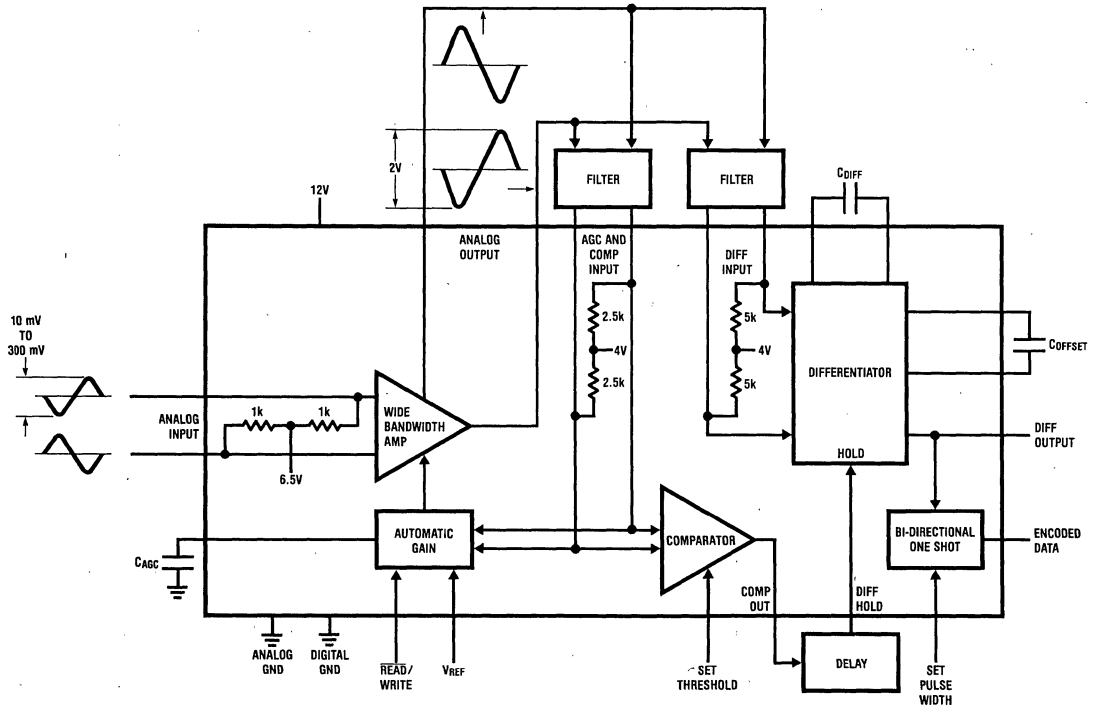 2V
FILTER
FILTER
CDIFF
12V
ANALOG
OUTPUT
AGC AND
COMP
INPUT
DIFF
INPUT
10 mV
TO
300 mV
2.5k
4V
2.5k
5k
4V
5k
COFFSET
DIFFERENTIATOR
HOLD
ANALOG
INPUT
1k
1k
6.5V
WIDE
BANDWIDTH
AMP
DIFF
OUTPUT
CAGC
AUTOMATIC
GAIN
COMPARATOR
BI-DIRECTIONAL
ONE SHOT
ENCODED
DATA
COMP
OUT
DIFF
HOLD
ANALOG
GND
DIGITAL
GND
READ/
WRITE
VREF
SET
THRESHOLD
DELAY
SET
PULSE
WIDTH